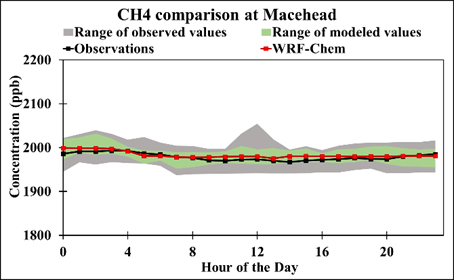 CH4 comparison at Macehead
Range of observed values Range of modeled values
Observations WRF-Chem
Concentration (ppb)
2200
2100
2000
1900
1800
0 4 8 12 16 20
Hour of the Day